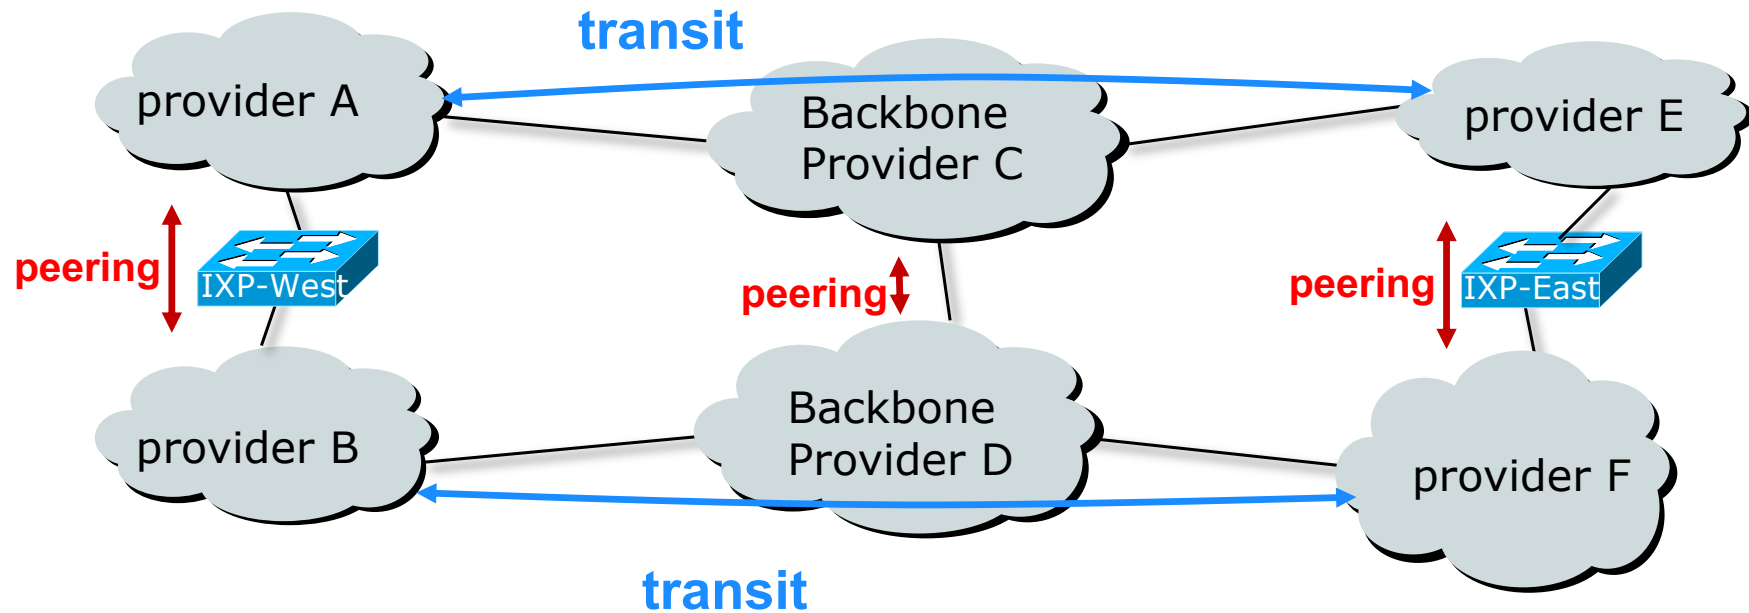 transit
provider A
Backbone
Provider C
provider E
peering
IXP-West
peering
peering
IXP-East
provider B
Backbone
Provider D
provider F
transit